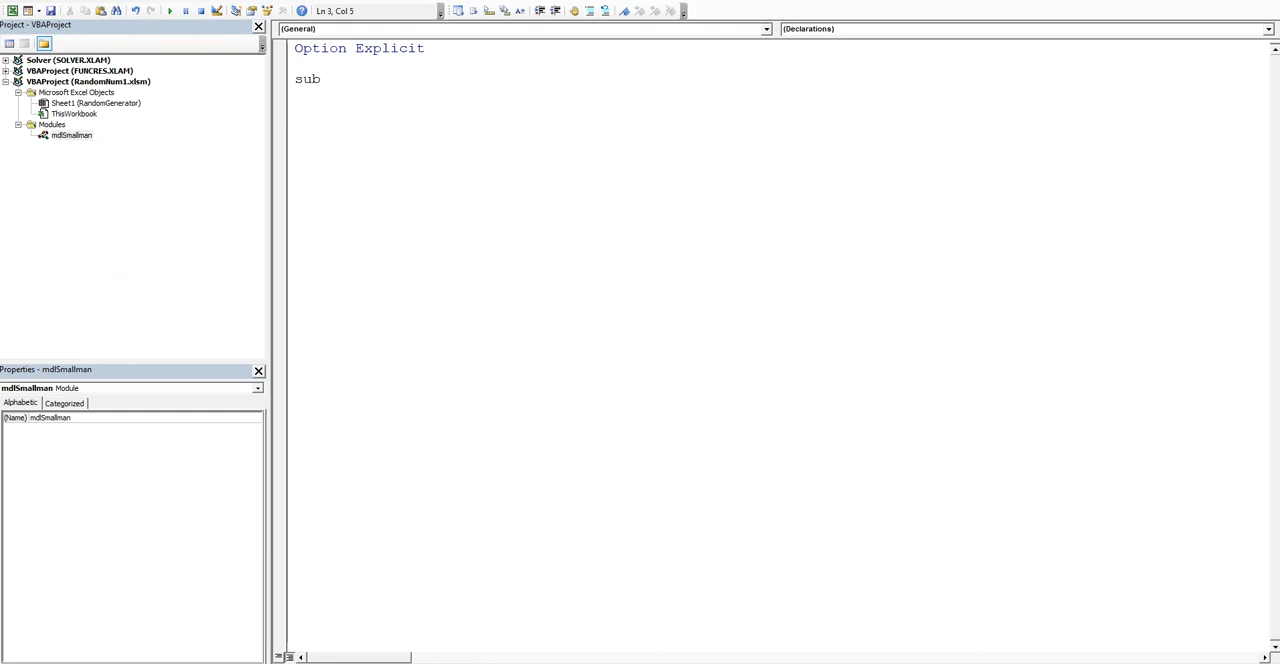 Ln 3, Col 5
Project - VBAProject
Solver (SOLVER.XLAM)
VBAProject (FUNCRES.XLAM)
VBAProject (RandomNum1.xlsm)
Microsoft Excel Objects
Sheet1 (RandomGenerator)
ThisWorkbook
Modules
mdlSmallman
Properties - mdlSmallman
mdlSmallman Module
Alphabetic Categorized
(Name) mdlSmallman
(General) (Declarations)
Option Explicit
sub